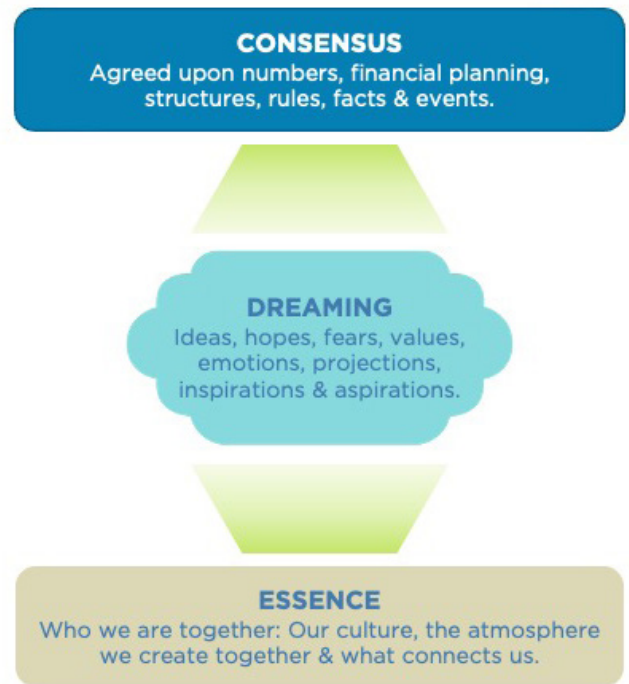 CONSENSUS
Agreed upon numbers, financial planning,
structures, rules, facts & events.
DREAMING
Ideas, hopes, fears, values,
emotions, projections,
inspirations & aspirations.
ESSENCE
Who we are together: Our culture, the atmosphere
we create together & what connects us.